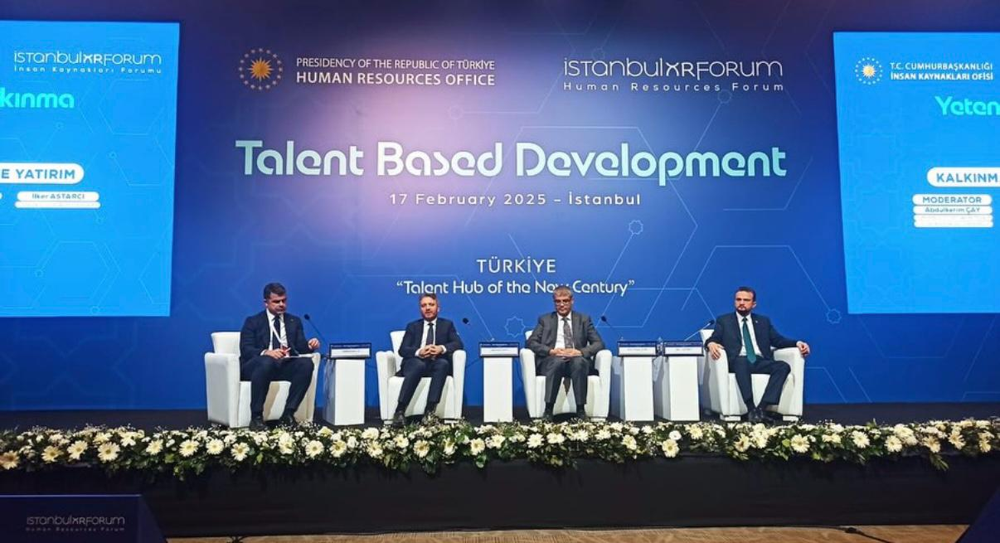 istanbulXRFORUM
İnsan Kaynakları Forumu
kınma
E YATIRIM
İlker ASTARCI
PRESIDENCY OF THE REPUBLIC OF TÜRKİYE
HUMAN RESOURCES OFFICE
istanbulXRFORUM
Human Resources Forum
Talent Based Development
17 February 2025 – İstanbul
TÜRKİYE
“Talent Hub of the New Century”
T.C. CUMHURBAŞKANLIĞI
İNSAN KAYNAKLARI OFİSİ
Yeten
KALKINM
MODERATÖR
Abdulkerim ÇAY
istanbulXRFORUM
Human Resources Forum